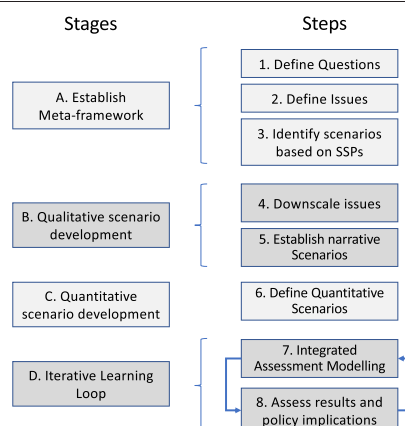 Stages
Steps
A. Establish
Meta-framework
1. Define Questions
2. Define Issues
3. Identify scenarios
based on SSPs
B. Qualitative scenario
development
4. Downscale issues
5. Establish narrative
Scenarios
C. Quantitative
scenario development
6. Define Quantitative
Scenarios
D. Iterative Learning
Loop
7. Integrated
Assessment Modelling
8. Assess results and
policy implications